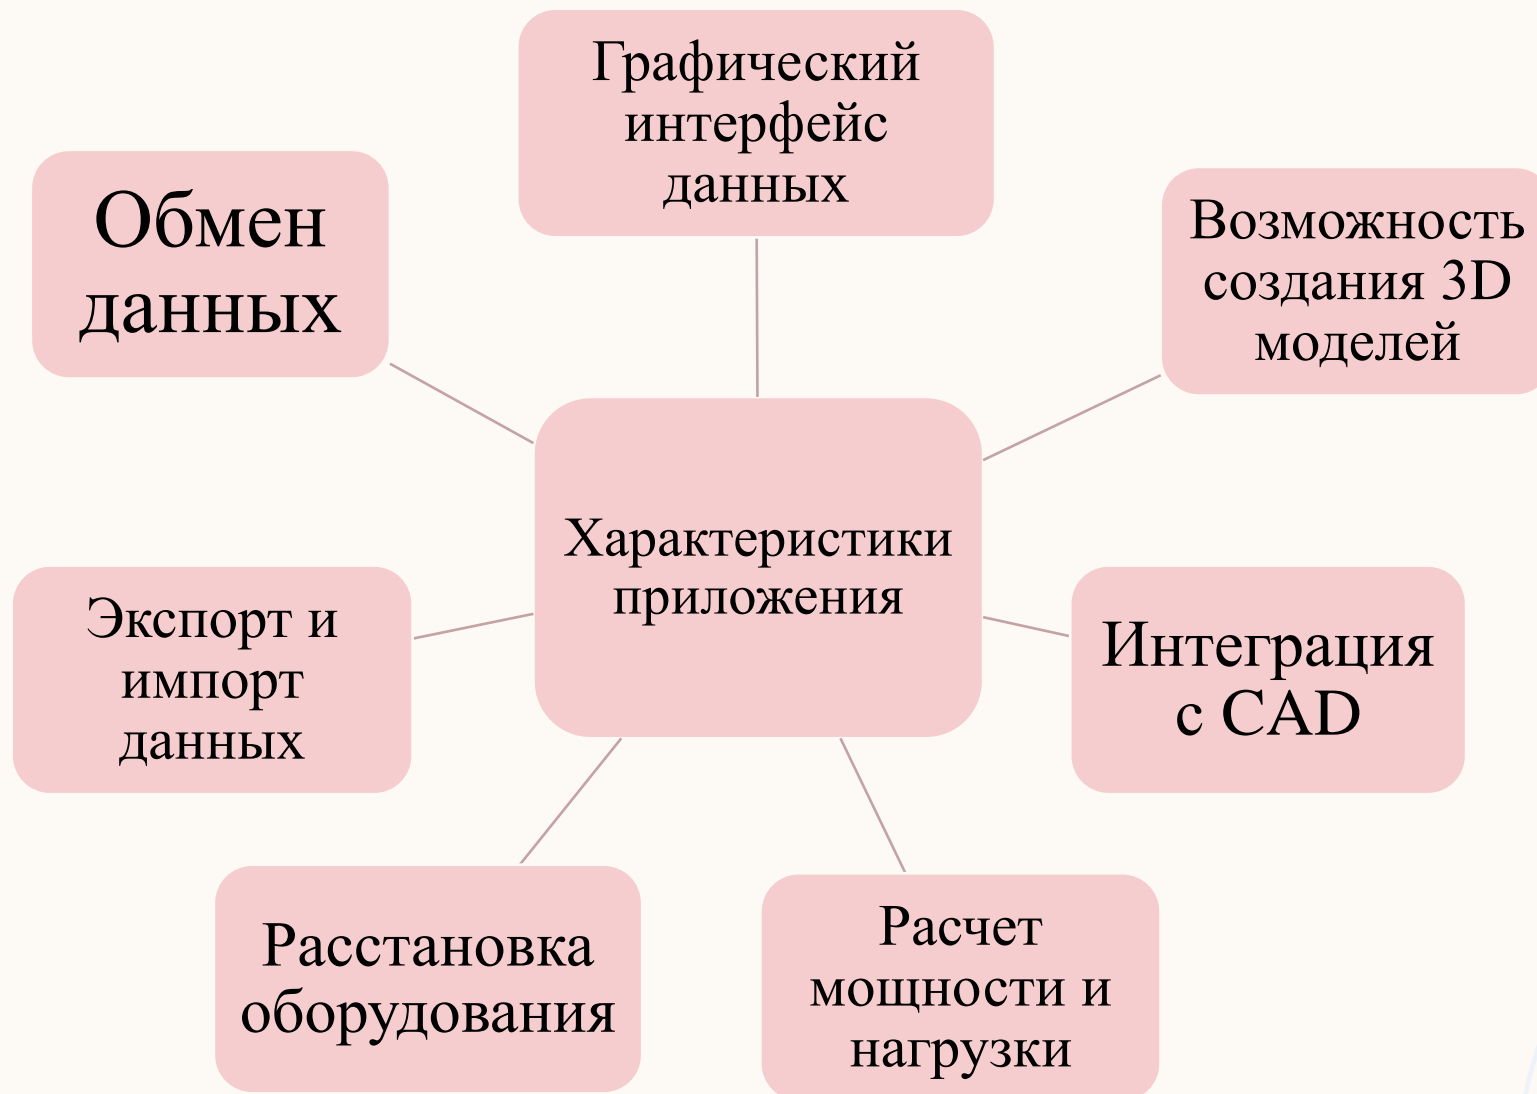 Графический
интерфейс
данных
Обмен
данных
Возможность
создания 3D
моделей
Характеристики
приложения
Экспорт и
импорт
данных
Интеграция
с CAD
Расстановка
оборудования
Расчет
мощности и
нагрузки